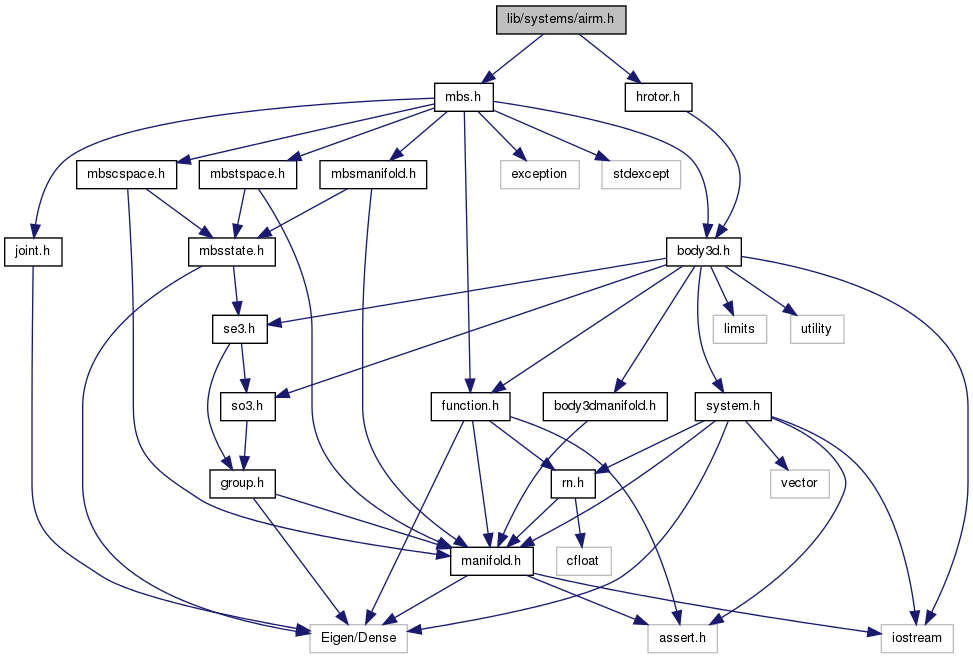 lib/systems/airm.h
mbs.h
hrotor.h
mbscspace.h
mbstspace.h
mbsmanifold.h
exception
stdexcept
joint.h
mbsstate.h
body3d.h
se3.h
limits
utility
so3.h
function.h
body3dmanifold.h
system.h
group.h
rn.h
vector
manifold.h
cfloat
Eigen/Dense
assert.h
iostream